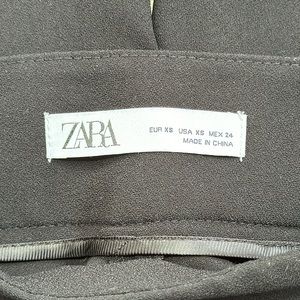 ZARA
EUR XS USA XS MEX 24
MADE IN CHINA